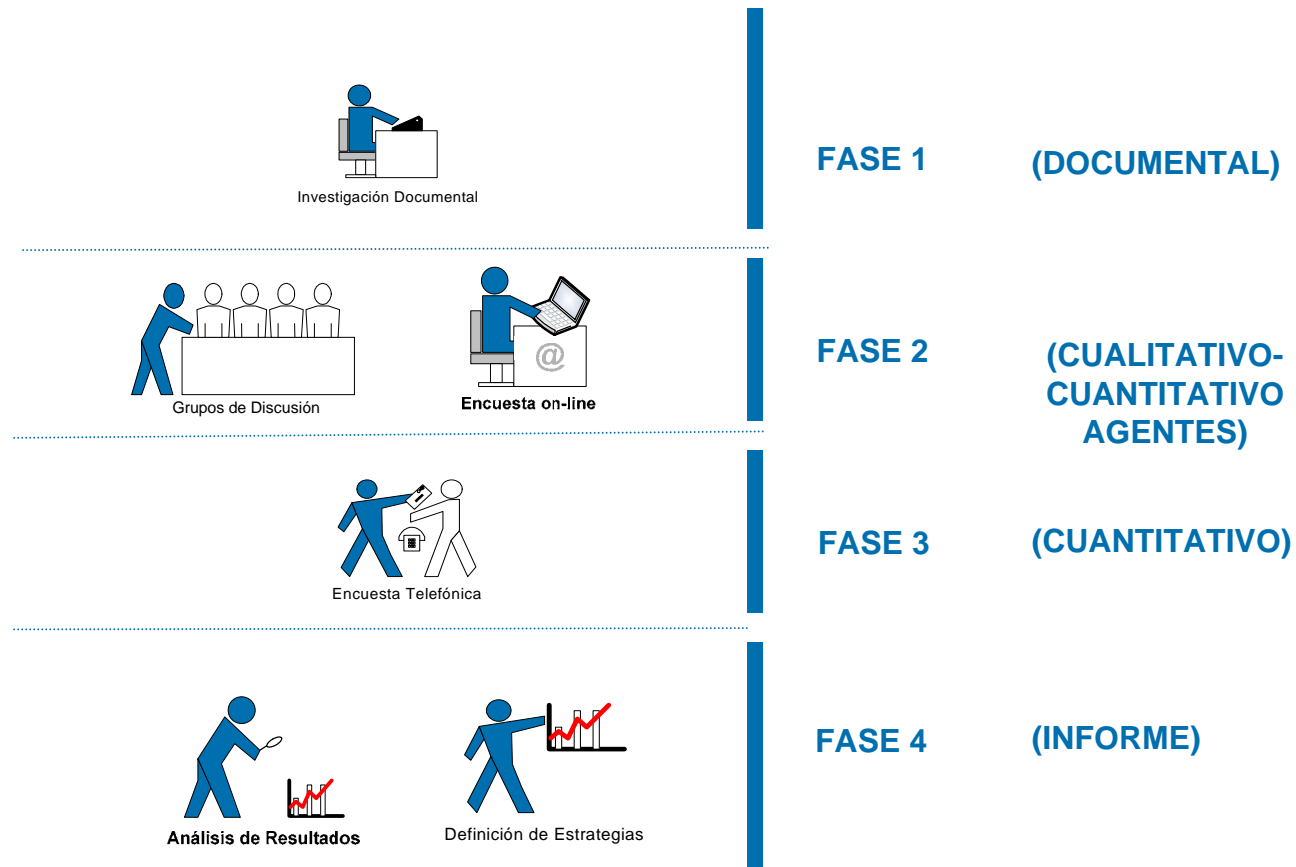 Investigación Documental
FASE 1
(DOCUMENTAL)
Grupos de Discusión
@
Encuesta on-line
FASE 2
(CUALITATIVO-
CUANTITATIVO
AGENTES)
Encuesta Telefónica
FASE 3
(CUANTITATIVO)
Análisis de Resultados
Definición de Estrategias
FASE 4
(INFORME)